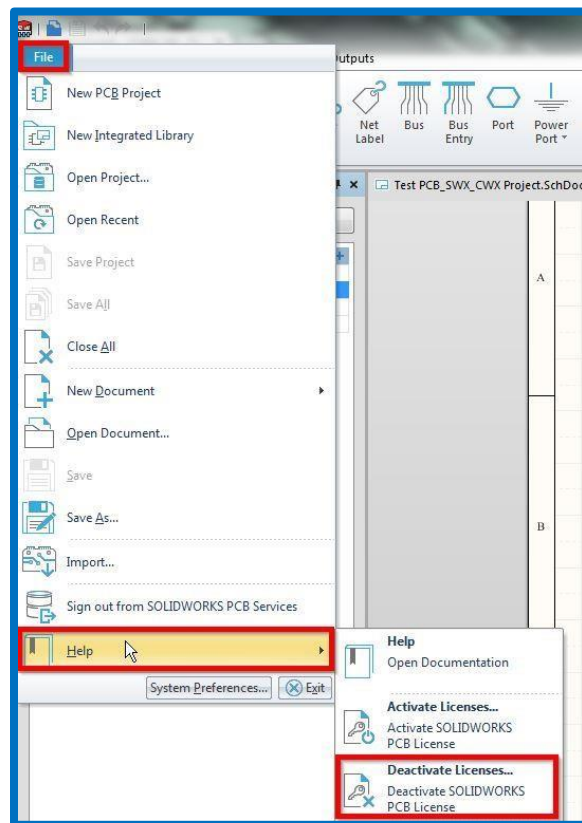 File
utputs
New PCB Project
New Integrated Library
Open Project...
Open Recent
Save Project
Save All
Close All
New Document
Open Document...
Save
Save As...
Import...
Sign out from SOLIDWORKS PCB Services
Help
System Preferences...
Exit
Net
Label
Bus
Bus
Entry
Port
Power
Port
Test PCB_SWX_CWX Project.SchDoc
A
B
Help
Open Documentation
Activate Licenses...
Activate SOLIDWORKS
PCB License
Deactivate Licenses...
Deactivate SOLIDWORKS
PCB License